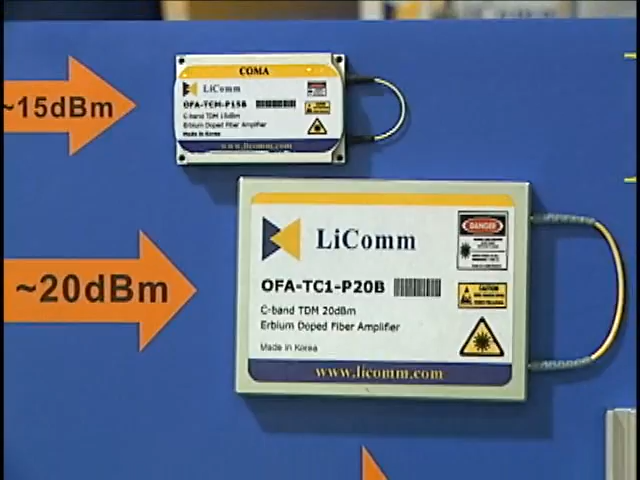 ~15dBm
COMA
LiComm
OFA-TCM-P15B
C-band TDM 15dBm
Erbium Doped Fiber Amplifier
Made in Korea
www.licomm.com
~20dBm
LiComm
DANGER
OFA-TC1-P20B
CAUTION
C-band TDM 20dBm
Erbium Doped Fiber Amplifier
Made in Korea
www.licomm.com